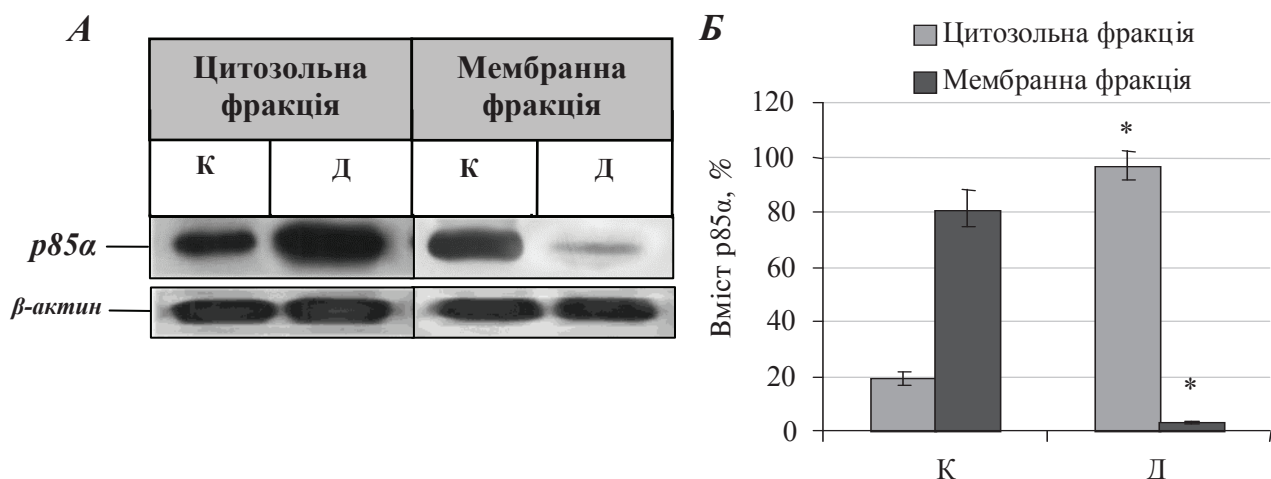 А
Цитозольна
фракція
Мембранна
фракція
К
Д
К
Д
p85α
β-актин
Б
Цитозольна фракція
Мембранна фракція
Вміст p85α, %
120
100
80
60
40
20
0
*
*
К
Д